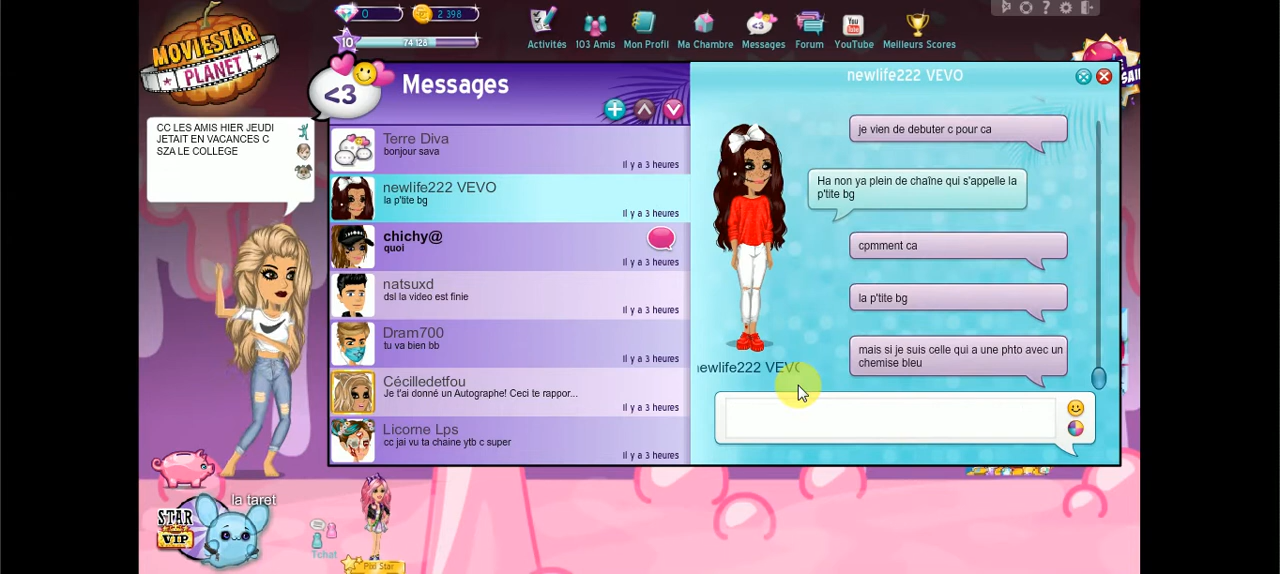 MOVIESTAR
PLANET
0
2 398
10
74 126
Activités
103 Amis
Mon Profil
Ma Chambre
<3
Messages
Forum
You
Tube
YouTube
Meilleurs Scores
CC LES AMIS HIER JEUDI
JETAIT EN VACANCES C
SZA LE COLLEGE
<3
Messages
Terre Diva
bonjour sava
Il y a 3 heures
newlife222 VEVO
la p'tite bg
Il y a 3 heures
chichy@
quoi
Il y a 3 heures
natsuxd
dsl la video est finie
Il y a 3 heures
Dram700
tu va bien bb
Il y a 3 heures
Cécilledetfou
Je t'ai donné un Autographe! Ceci te rappor...
Il y a 3 heures
Licorne Lps
cc jai vu ta chaine ytb c super
Il y a 3 heures
newlife222 VEVO
je vien de debuter c pour ca
Ha non ya plein de chaîne qui s'appelle la
p'tite bg
cpmment ca
la p'tite bg
mais si je suis celle qui a une phto avec un
chemise bleu
newlife222 VEVO
la taret
STAR
VIP
Tchat
Pixi Star